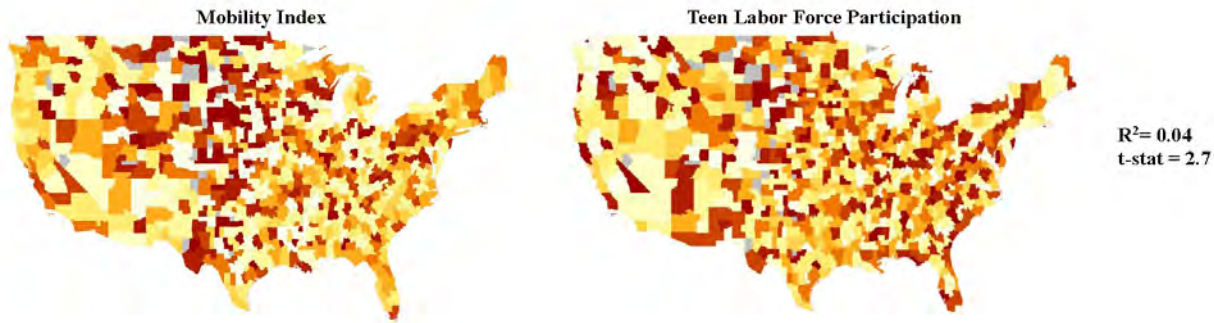 Mobility Index
Teen Labor Force Participation
R²= 0.04
t-stat = 2.7